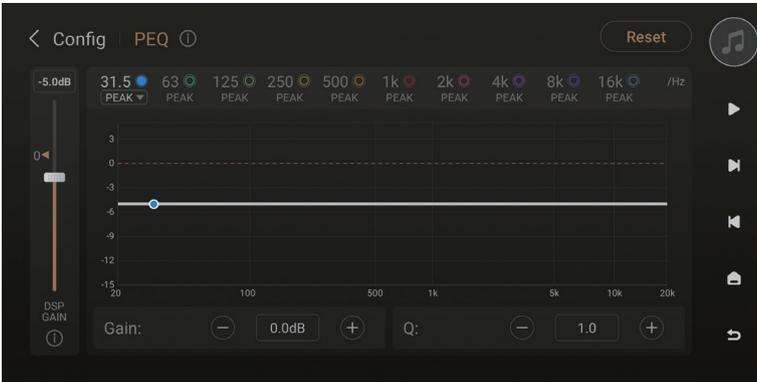 Config PEQ Reset
-5.0dB
31.5 63 125 250 500 1k 2k 4k 8k 16k /Hz
PEAK PEAK PEAK PEAK PEAK PEAK PEAK PEAK PEAK PEAK
3
0
0
-3
-6
-9
-12
-15
20 100 500 1k 5k 10k 20k
DSP
GAIN
Gain: 0.0dB Q: 1.0